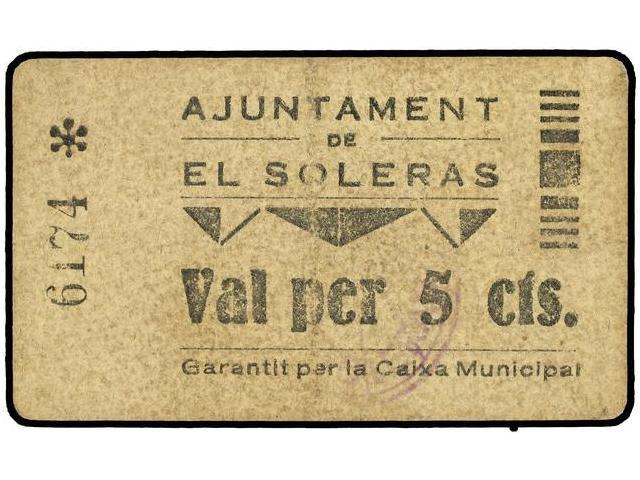 AJUNTAMENT
DE
EL SOLERAS
Val per 5 cts.
Garantit per la Caixa Municipal
6174